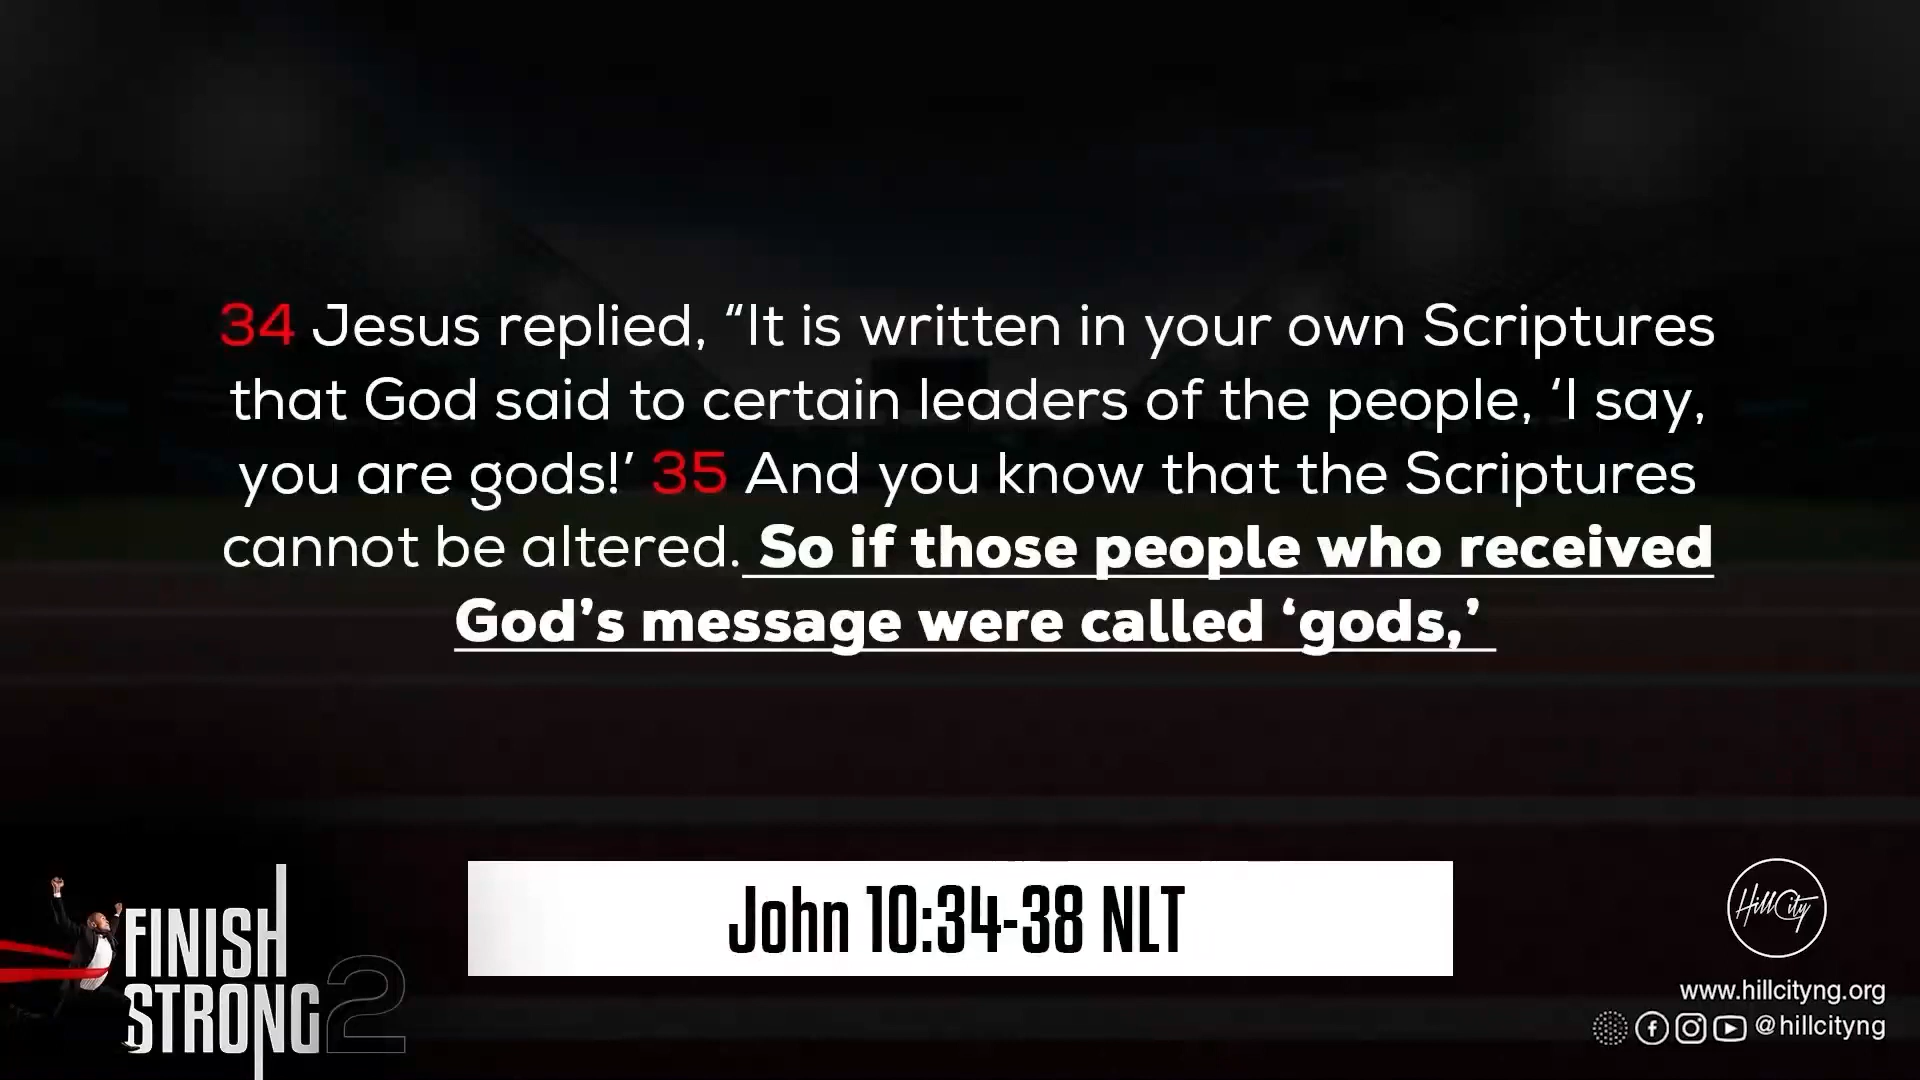 34 Jesus replied, “It is written in your own Scriptures
that God said to certain leaders of the people, ‘I say,
you are gods!’ 35 And you know that the Scriptures
cannot be altered. So if those people who received
God’s message were called ‘gods,’
FINISH
STRONG 2
John 10:34-38 NLT
HillCity
www.hillcityng.org
@hillcityng